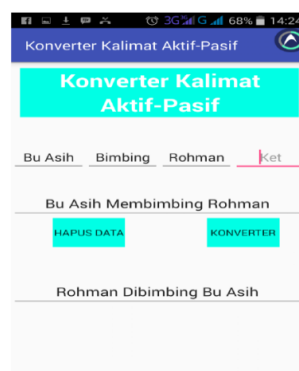 3G G 68% 14:24
Konverter Kalimat Aktif-Pasif
Konverter Kalimat
Aktif-Pasif
Bu Asih Bimbing Rohman Ket
Bu Asih Membimbing Rohman
HAPUS DATA KONVERTER
Rohman Dibimbing Bu Asih